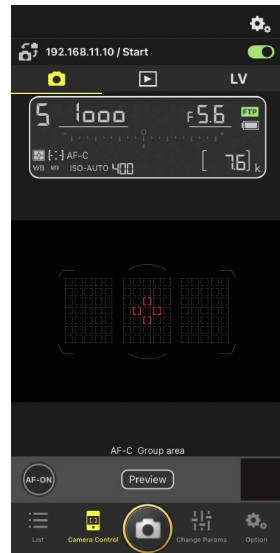 192.168.11.10 / Start
LV
S 1000 F 5.6 FTP
AF-C
WB ISO-AUTO 400 [ 7.6] k
AF-C Group area
AF-ON Preview
List Camera Control Change Params Option